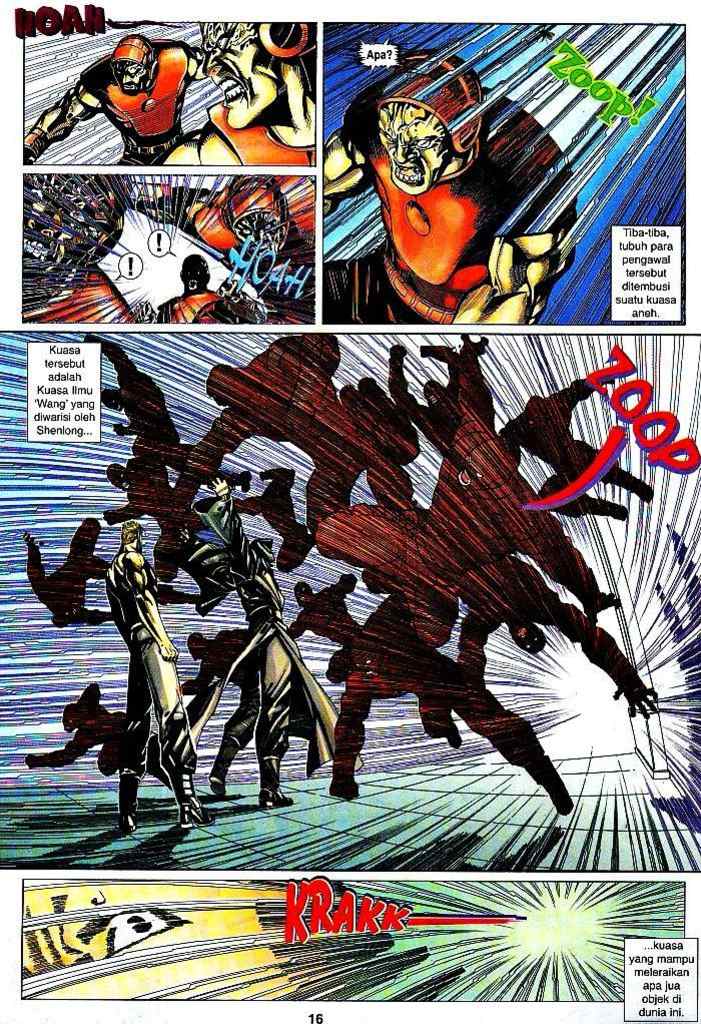 HOAH
Apa?
ZOOP!
Tiba-tiba,
tubuh para
pengawal
tersebut
ditembusi
suatu kuasa
aneh.
!
!
HOAH
Kuasa
tersebut
adalah
Kuasa Ilmu
'Wang' yang
diwarisi oleh
Shenlong...
ZOOP
KRAKK
...kuasa
yang mampu
meleraikan
apa jua
objek di
dunia ini.
16